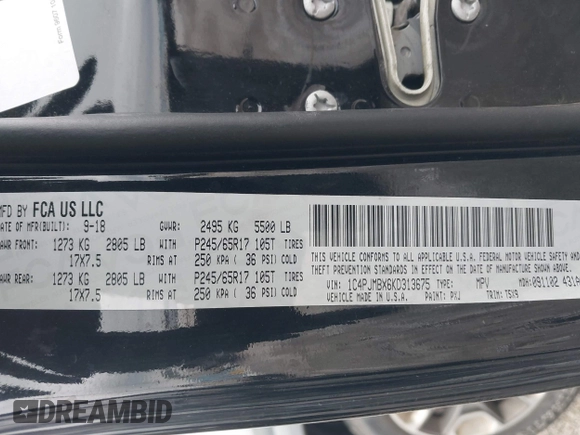 MFD BY FCA US LLC
DATE OF MFR(BUILT): 9-18 GVWR: 2495 KG 5500 LB
GAWR FRONT: 1273 KG 2805 LB WITH P245/65R17 105T TIRES
17X7.5 RIMS AT 250 KPA ( 36 PSI) COLD
GAWR REAR: 1273 KG 2805 LB WITH P245/65R17 105T TIRES
17X7.5 RIMS AT 250 KPA ( 36 PSI) COLD
THIS VEHICLE CONFORMS TO ALL APPLICABLE U.S.A. FEDERAL MOTOR VEHICLE
THEFT PREVENTION STANDARDS IN EFFECT ON THE DATE OF MANUFACTURE SHOWN
VIN: 1C4PJMBX6KD313675 TYPE: MPV MDH:091102 431A
VEHICLE MADE IN U.S.A. PAINT: PXJ TRIM: TSX9
DREAMBID